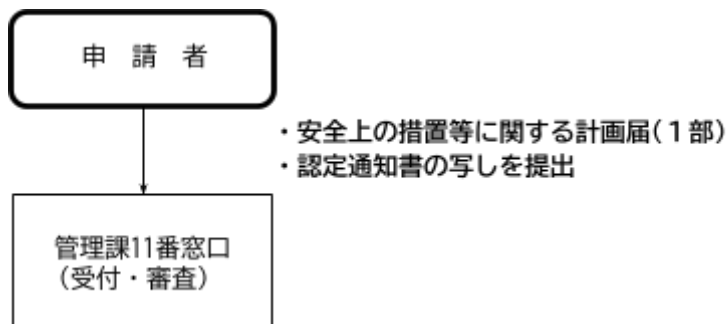 申 請 者
・安全上の措置等に関する計画届(１部)
・認定通知書の写しを提出
管理課11番窓口
(受付・審査)